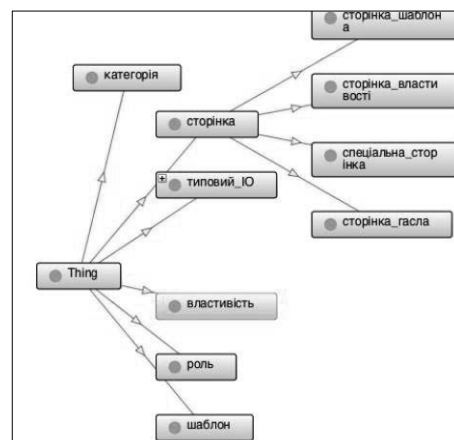 сторінка_шаблон
а
категорія
сторінка_власти
вості
сторінка
спеціальна_стор
інка
типовий_ІО
сторінка_гасла
Thing
властивість
роль
шаблон